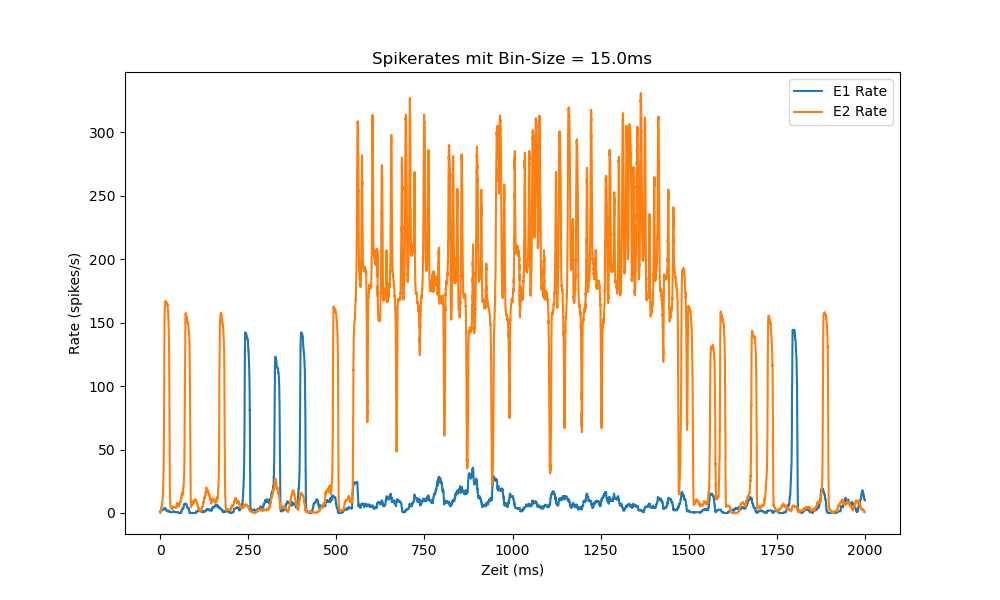 Spikerates mit Bin-Size = 15.0ms
E1 Rate
E2 Rate
Rate (spikes/s)
300
250
200
150
100
50
0
0 250 500 750 1000 1250 1500 1750 2000
Zeit (ms)